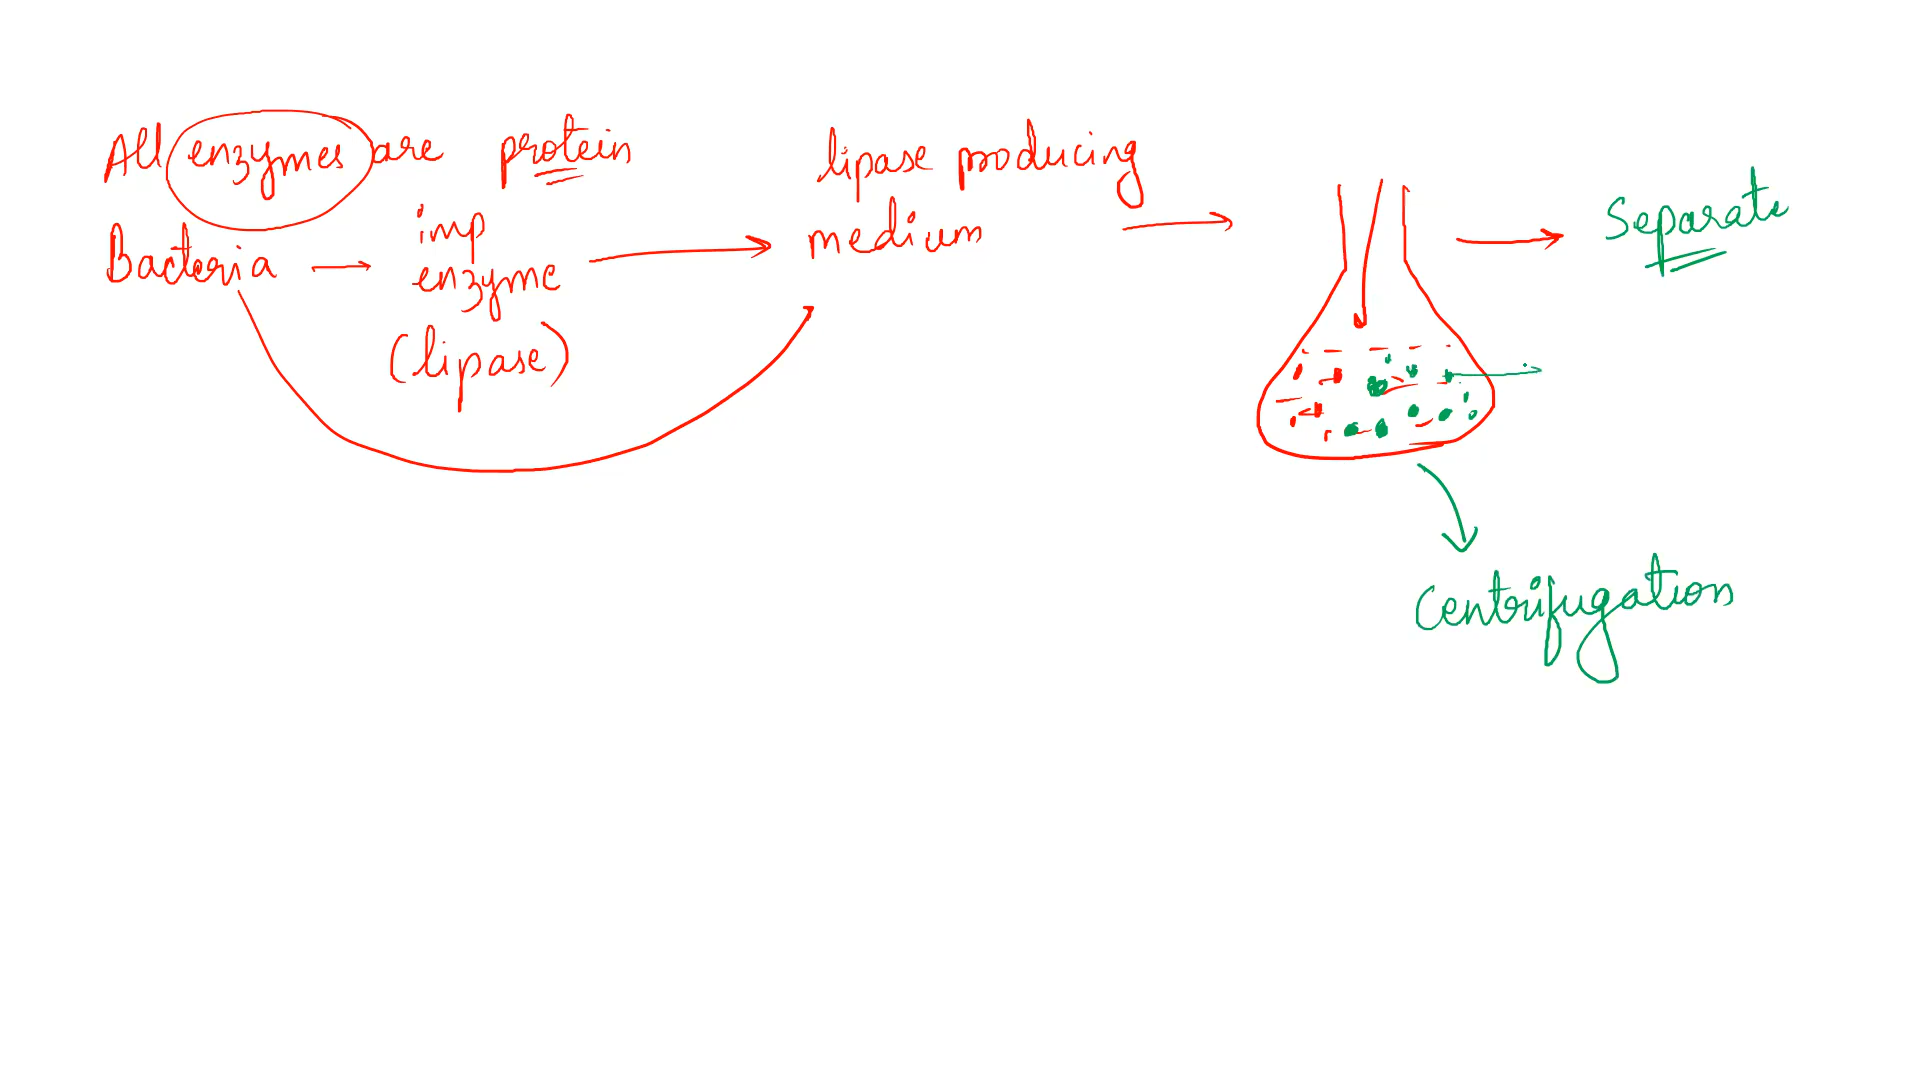 All enzymes are protein
Bacteria → imp
enzyme
(lipase)
lipase producing
medium
Separate
Centrifugation